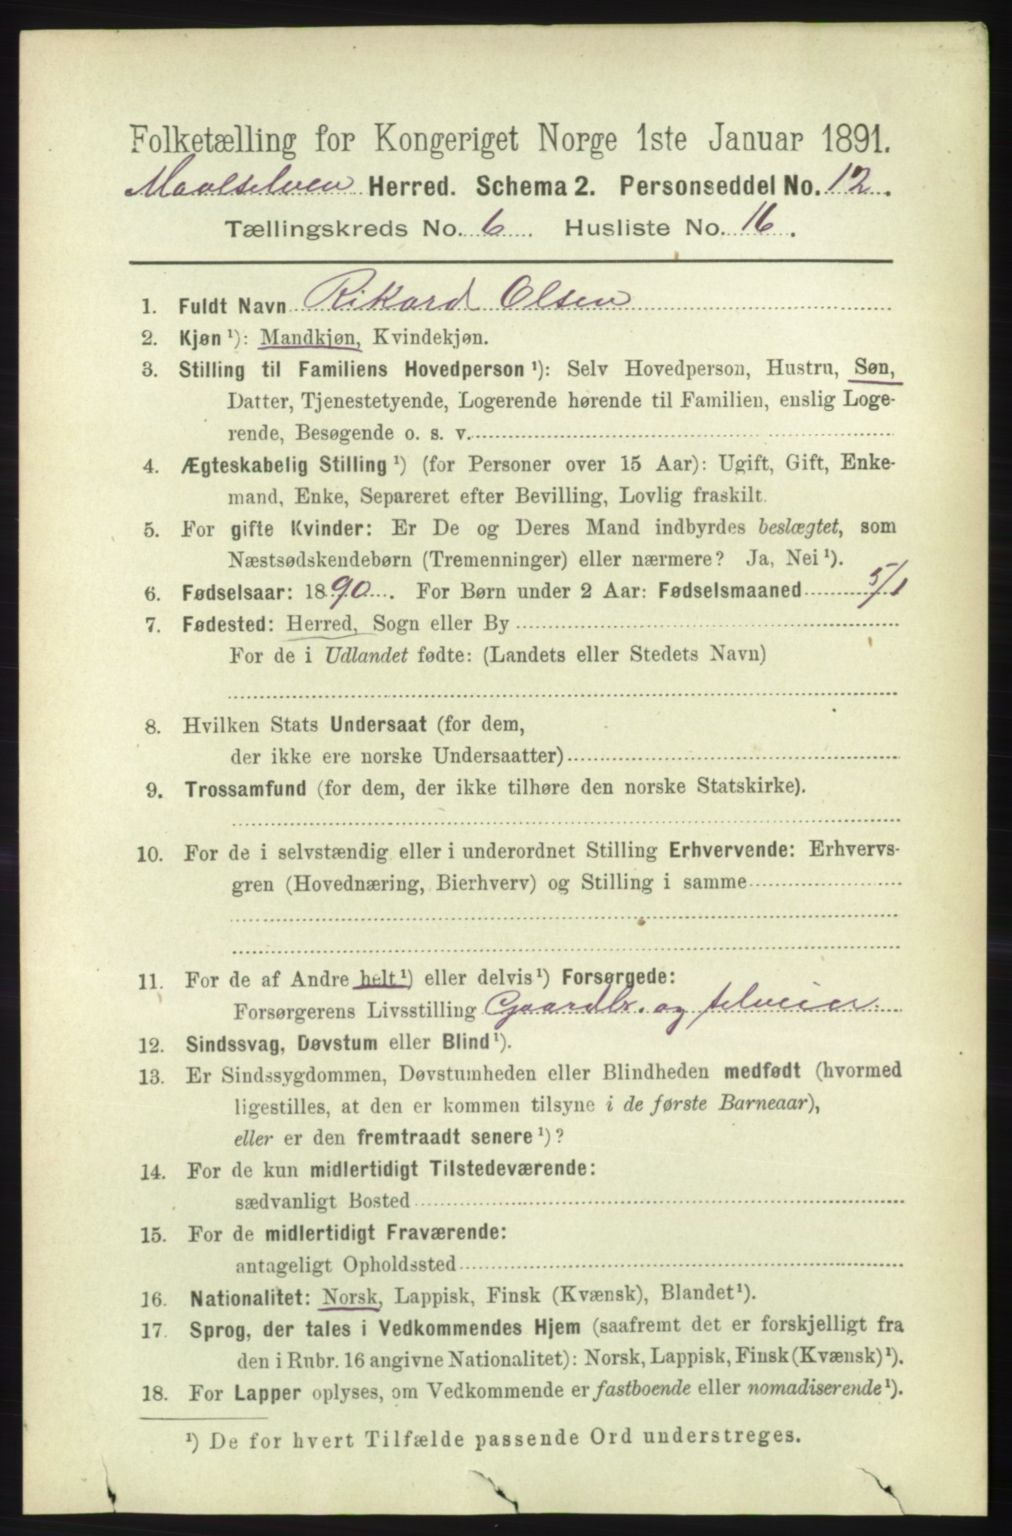 Folketælling for Kongeriget Norge 1ste Januar 1891.
Maalselven Herred. Schema 2. Personseddel No. 12.
Tællingskreds No. 6. Husliste No. 16.
1. Fuldt Navn Rikard Olsen
2. Kjøn ¹): Mandkjøn, Kvindekjøn.
3. Stilling til Familiens Hovedperson ¹): Selv Hovedperson, Hustru, Søn,
Datter, Tjenestetyende, Logerende hørende til Familien, enslig Loge-
rende, Besøgende o. s. v.
4. Ægteskabelig Stilling ¹) (for Personer over 15 Aar): Ugift, Gift, Enke-
mand, Enke, Separeret efter Bevilling, Lovlig fraskilt.
5. For gifte Kvinder: Er De og Deres Mand indbyrdes beslægtet, som
Næstsødskendebørn (Tremenninger) eller nærmere? Ja, Nei ¹).
6. Fødselsaar: 1890. For Børn under 2 Aar: Fødselsmaaned 5/1
7. Fødested: Herred, Sogn eller By
For de i Udlandet fødte: (Landets eller Stedets Navn)
8. Hvilken Stats Undersaat (for dem,
der ikke ere norske Undersaatter)
9. Trossamfund (for dem, der ikke tilhøre den norske Statskirke).
10. For de i selvstændig eller i underordnet Stilling Erhvervende: Erhvervs-
gren (Hovednæring, Bierhverv) og Stilling i samme
11. For de af Andre helt ¹) eller delvis ¹) Forsørgede:
Forsørgerens Livsstilling Gaardbr. og selveier
12. Sindssvag, Døvstum eller Blind ¹).
13. Er Sindssygdommen, Døvstumheden eller Blindheden medfødt (hvormed
ligestilles, at den er kommen tilsyne i de første Barneaar),
eller er den fremtraadt senere ¹)?
14. For de kun midlertidigt Tilstedeværende:
sædvanligt Bosted
15. For de midlertidigt Fraværende:
antageligt Opholdssted
16. Nationalitet: Norsk, Lappisk, Finsk (Kvænsk), Blandet ¹).
17. Sprog, der tales i Vedkommendes Hjem (saafremt det er forskjelligt fra
den i Rubr. 16 angivne Nationalitet): Norsk, Lappisk, Finsk (Kvænsk) ¹).
18. For Lapper oplyses, om Vedkommende er fastboende eller nomadiserende ¹).
¹) De for hvert Tilfælde passende Ord understreges.